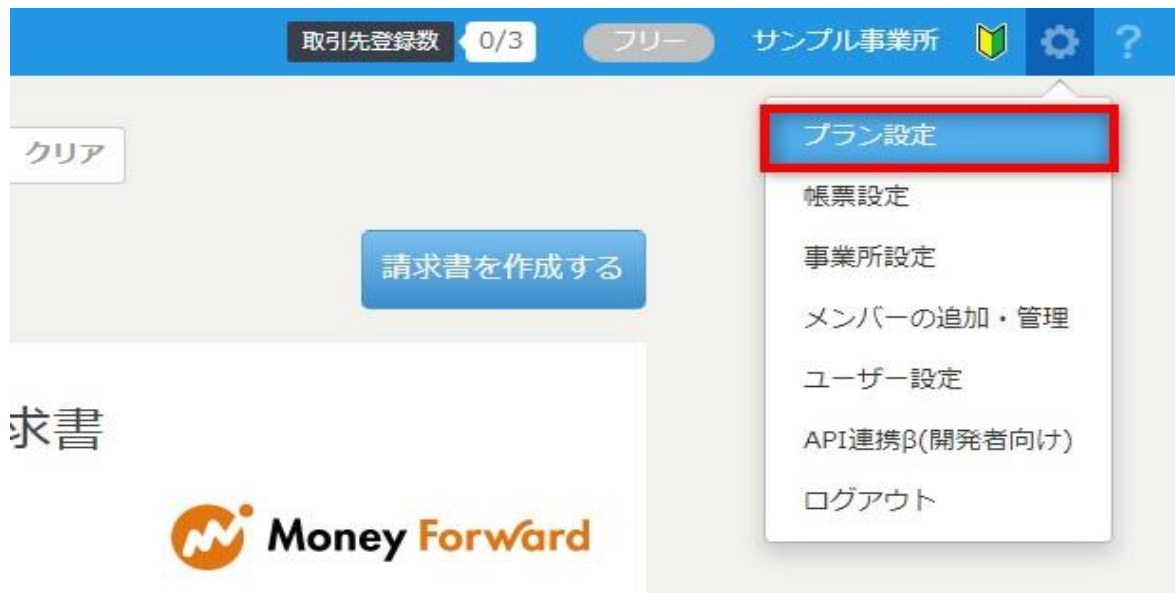 取引先登録数 0/3 フリー サンプル事業所 ?
プラン設定
クリア
帳票設定
事業所設定
請求書を作成する
メンバーの追加・管理
ユーザー設定
求書
API連携β(開発者向け)
ログアウト
Money Forward